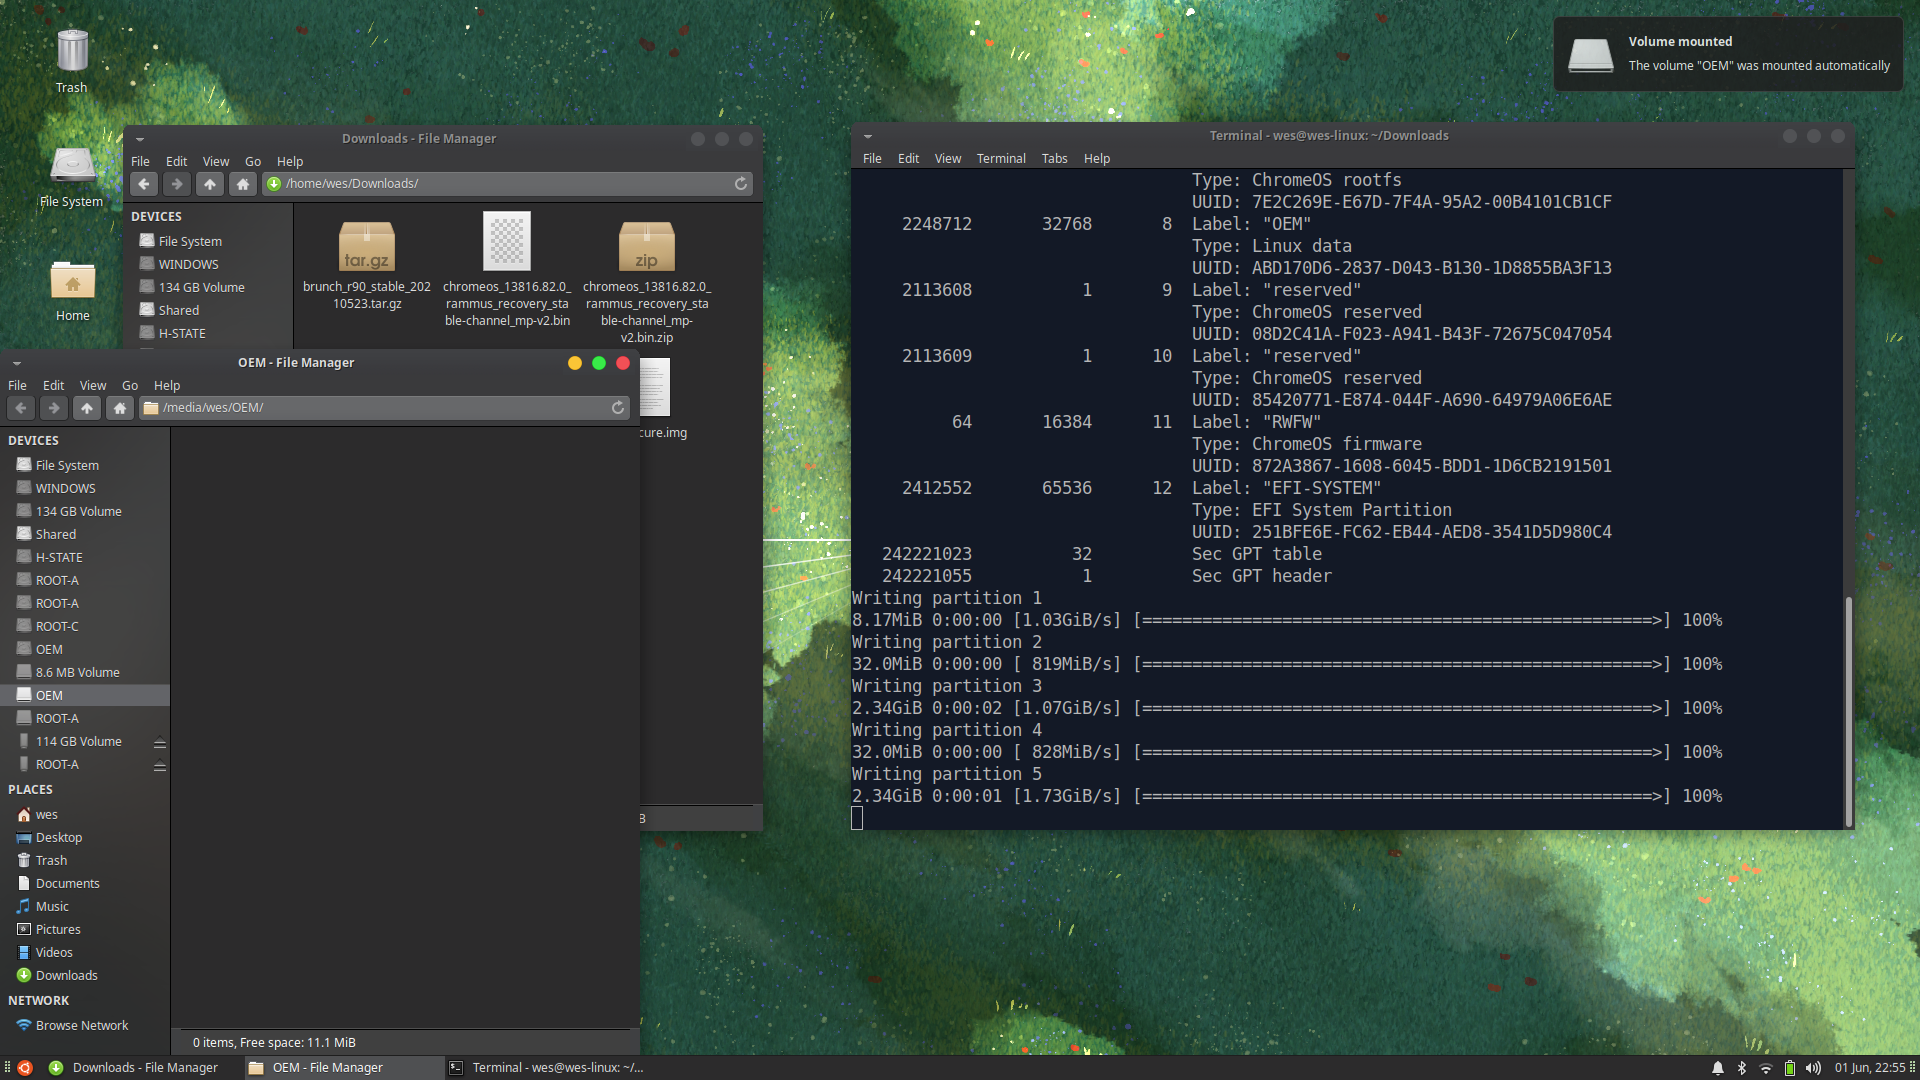 Trash
File System
Home
Volume mounted
The volume "OEM" was mounted automatically
Downloads - File Manager
File Edit View Go Help
/home/wes/Downloads/
DEVICES
File System
WINDOWS
134 GB Volume
Shared
H-STATE
tar.gz
brunch_r90_stable_202
10523.tar.gz
chromeos_13816.82.0_
rammus_recovery_sta
ble-channel_mp-v2.bin
zip
chromeos_13816.82.0_
rammus_recovery_sta
ble-channel_mp-
v2.bin.zip
cure.img
B
OEM - File Manager
File Edit View Go Help
/media/wes/OEM/
DEVICES
File System
WINDOWS
134 GB Volume
Shared
H-STATE
ROOT-A
ROOT-A
ROOT-C
OEM
8.6 MB Volume
OEM
ROOT-A
114 GB Volume
ROOT-A
PLACES
wes
Desktop
Trash
Documents
Music
Pictures
Videos
Downloads
NETWORK
Browse Network
0 items, Free space: 11.1 MiB
Terminal - wes@wes-linux: ~/Downloads
File Edit View Terminal Tabs Help
Type: ChromeOS rootfs
UUID: 7E2C269E-E67D-7F4A-95A2-00B4101CB1CF
2248712 32768 8 Label: "OEM"
Type: Linux data
UUID: ABD170D6-2837-D043-B130-1D8855BA3F13
2113608 1 9 Label: "reserved"
Type: ChromeOS reserved
UUID: 08D2C41A-F023-A941-B43F-72675C047054
2113609 1 10 Label: "reserved"
Type: ChromeOS reserved
UUID: 85420771-E874-044F-A690-64979A06E6AE
64 16384 11 Label: "RWFW"
Type: ChromeOS firmware
UUID: 872A3867-1608-6045-BDD1-1D6CB2191501
2412552 65536 12 Label: "EFI-SYSTEM"
Type: EFI System Partition
UUID: 251BFE6E-FC62-EB44-AED8-3541D5D980C4
242221023 32 Sec GPT table
242221055 1 Sec GPT header
Writing partition 1
8.17MiB 0:00:00 [1.03GiB/s] [===================================================>] 100%
Writing partition 2
32.0MiB 0:00:00 [ 819MiB/s] [===================================================>] 100%
Writing partition 3
2.34GiB 0:00:02 [1.07GiB/s] [===================================================>] 100%
Writing partition 4
32.0MiB 0:00:00 [ 828MiB/s] [===================================================>] 100%
Writing partition 5
2.34GiB 0:00:01 [1.73GiB/s] [===================================================>] 100%
Downloads - File Manager
OEM - File Manager
Terminal - wes@wes-linux: ~/...
01 Jun, 22:55